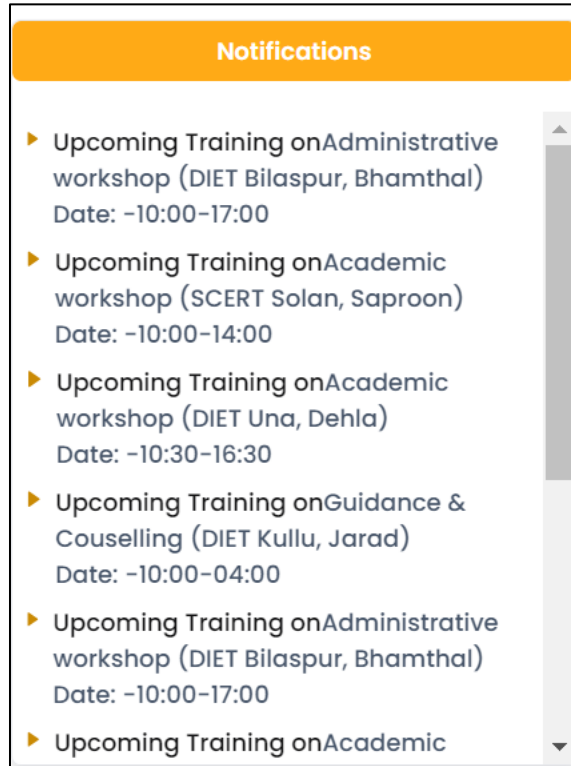 Notifications
Upcoming Training onAdministrative
workshop (DIET Bilaspur, Bhamthal)
Date: -10:00-17:00
Upcoming Training onAcademic
workshop (SCERT Solan, Saproon)
Date: -10:00-14:00
Upcoming Training onAcademic
workshop (DIET Una, Dehla)
Date: -10:30-16:30
Upcoming Training onGuidance &
Couselling (DIET Kullu, Jarad)
Date: -10:00-04:00
Upcoming Training onAdministrative
workshop (DIET Bilaspur, Bhamthal)
Date: -10:00-17:00
Upcoming Training onAcademic